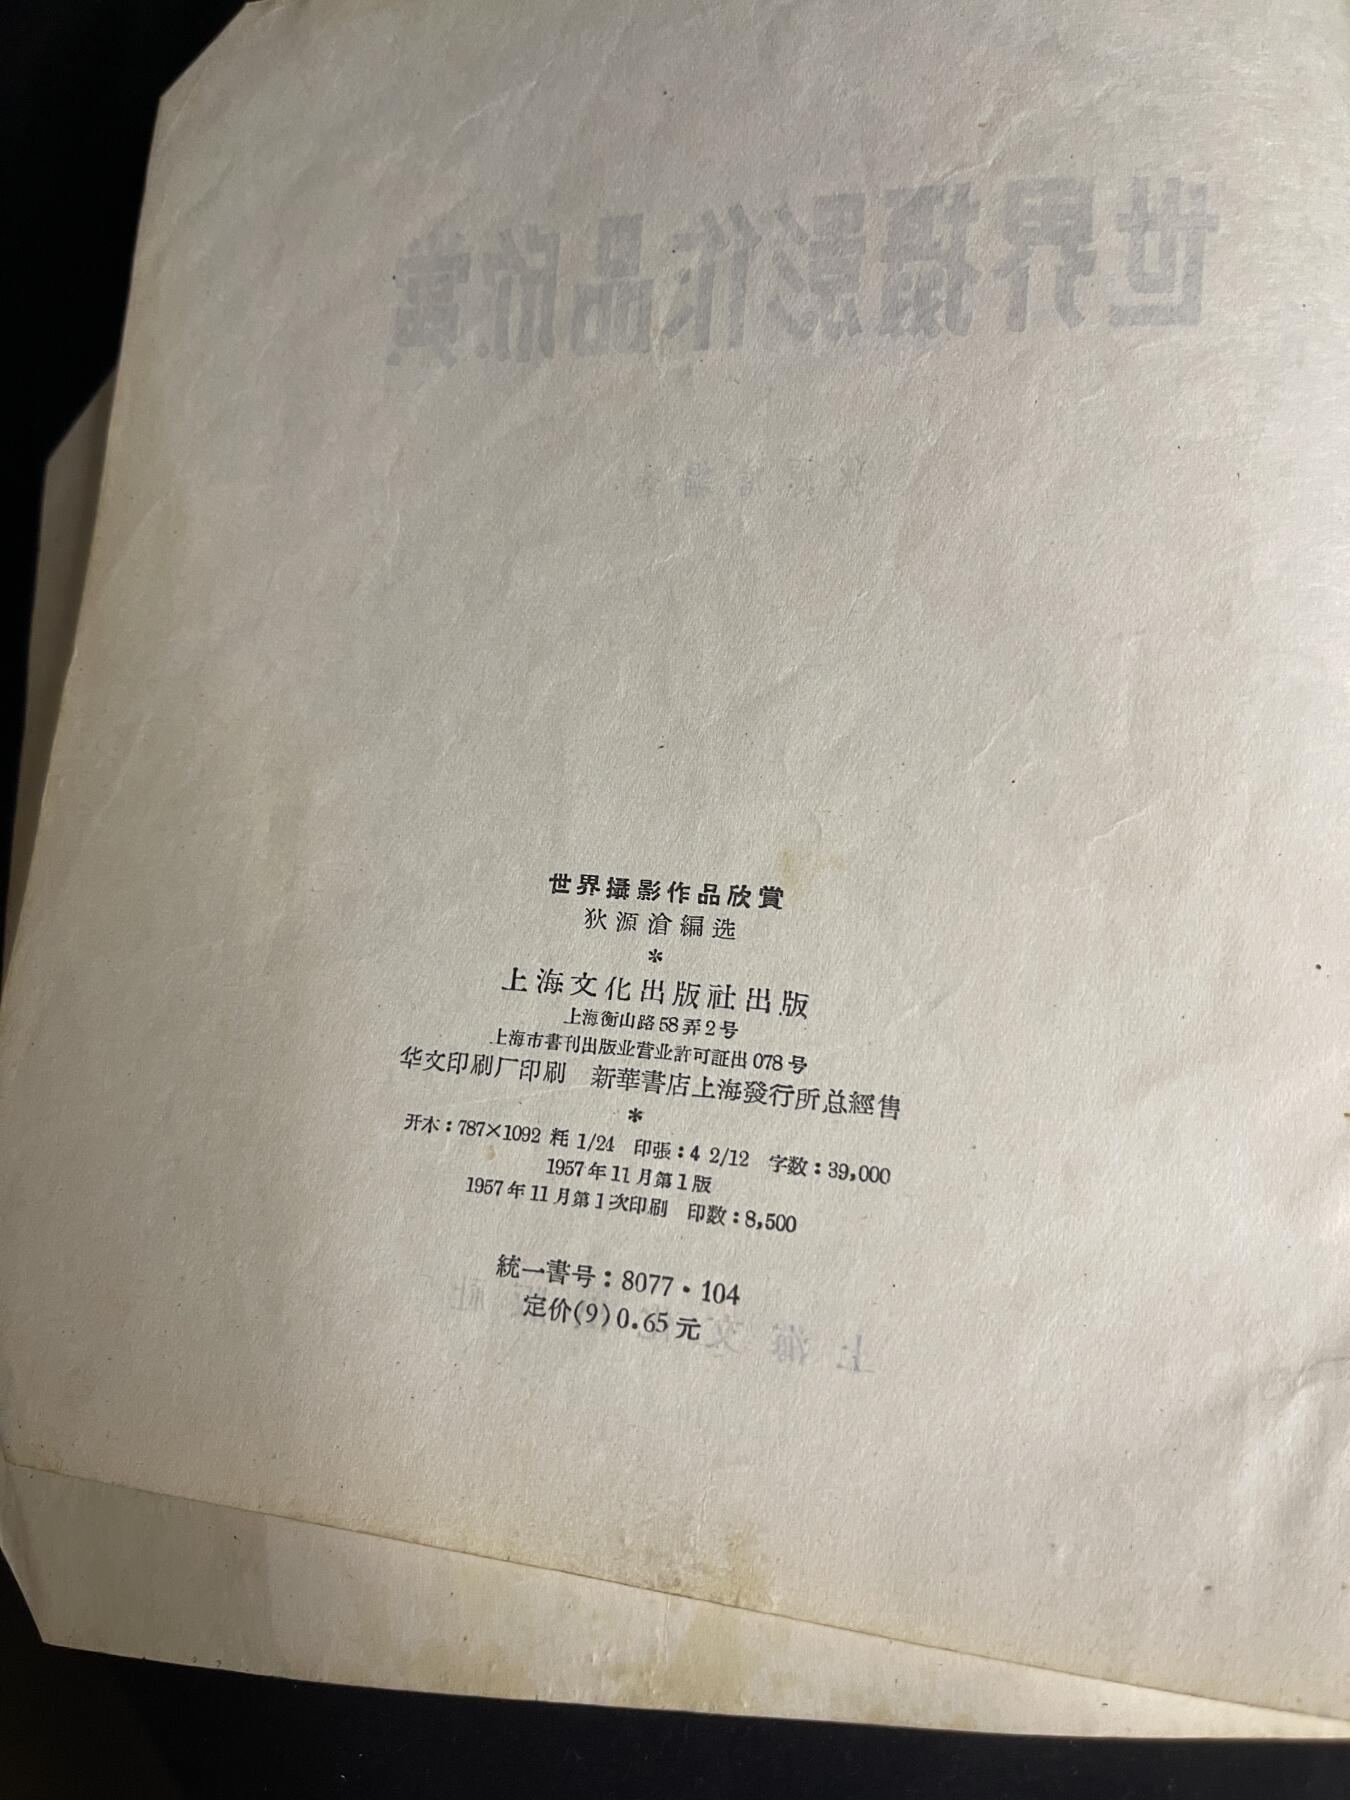 世界攝影作品欣賞
狄源滄編选
*
上海文化出版社出版
上海衡山路58弄2号
上海市書刊出版业营业許可証出078号
华文印刷厂印刷 新華書店上海發行所总經售
*
开本：787×1092 粍 1/24 印張：4 2/12 字数：39,000
1957年11月第1版
1957年11月第1次印刷 印数：8,500
統一書号：8077·104
定价(9)0.65元